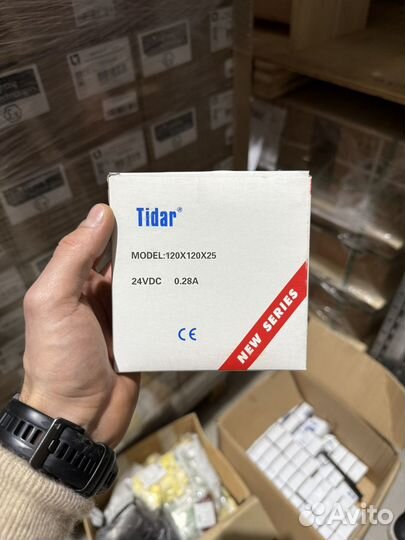 Tidar®
MODEL:120X120X25
24VDC 0.28A
CE
NEW SERIES
Avito